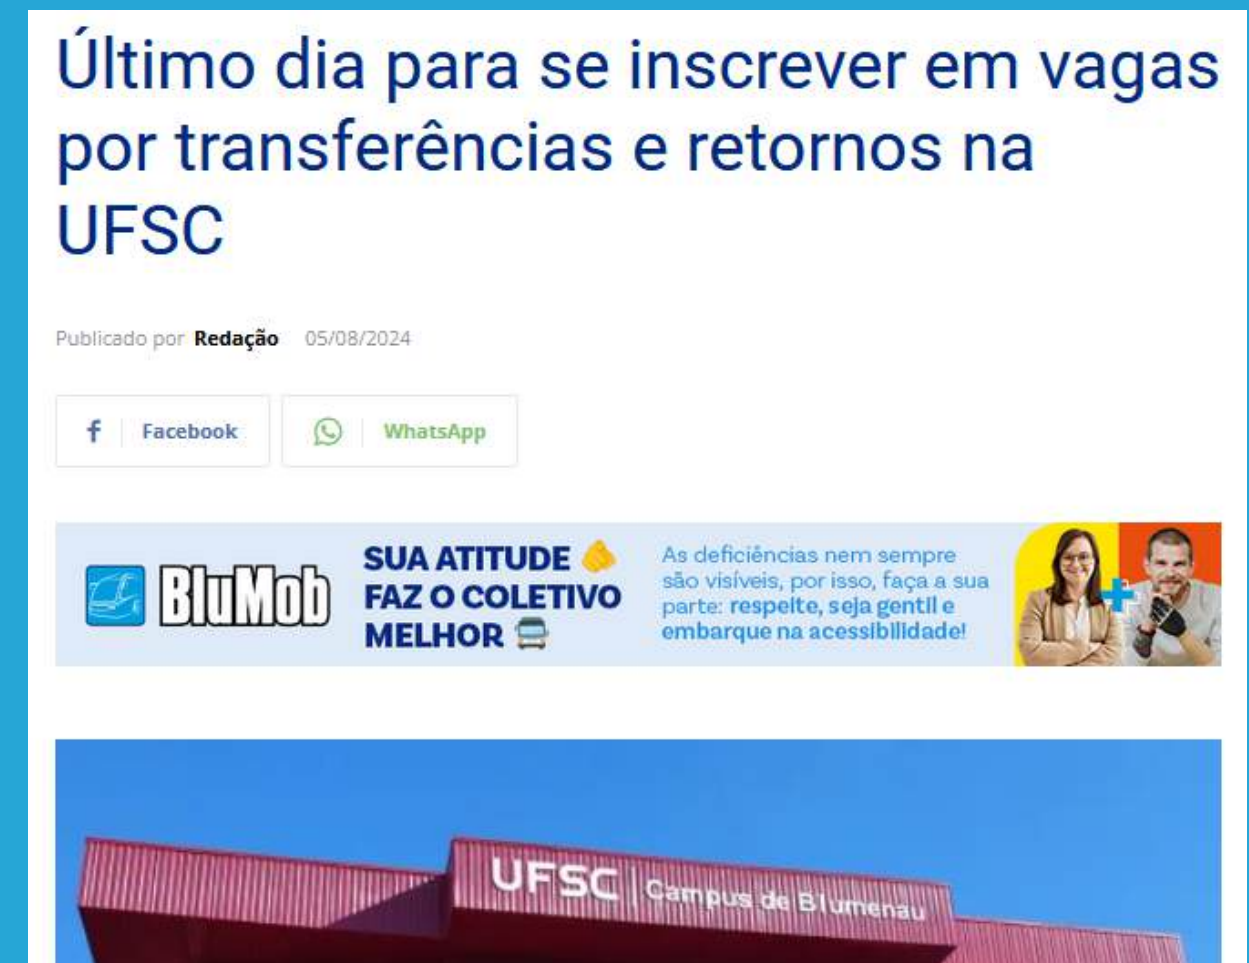 Último dia para se inscrever em vagas
por transferências e retornos na
UFSC
Publicado por Redação 05/08/2024
Facebook WhatsApp
BluMob
SUA ATITUDE
FAZ O COLETIVO
MELHOR
As deficiências nem sempre
são visíveis, por isso, faça a sua
parte: respeite, seja gentil e
embarque na acessibilidade!
UFSC | Campus de Blumenau